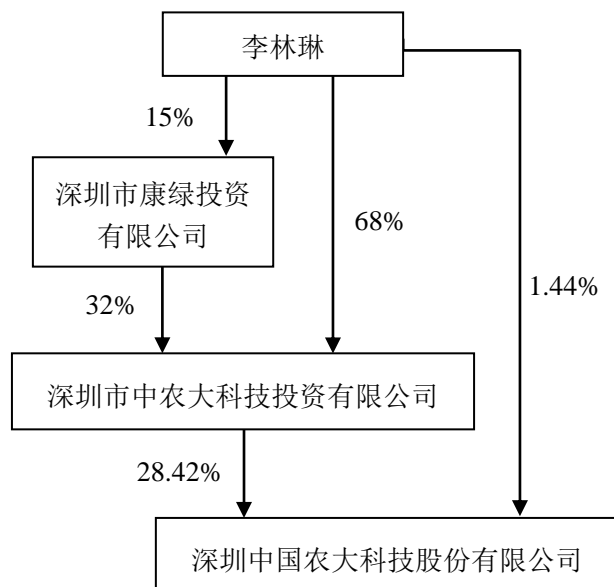 李林琳
15%
深圳市康绿投资
有限公司
68%
1.44%
32%
深圳市中农大科技投资有限公司
28.42%
深圳中国农大科技股份有限公司